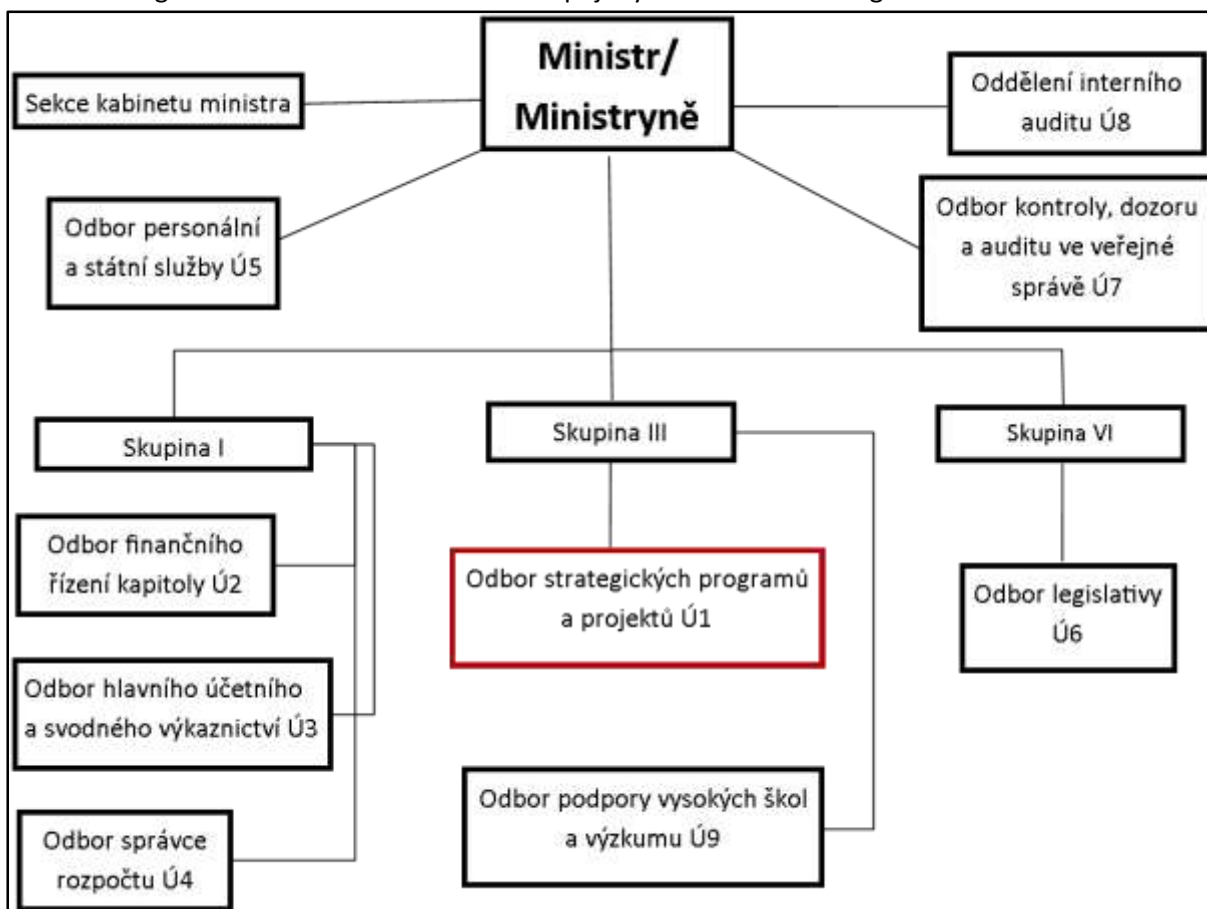 Ministr/
Ministryně
Sekce kabinetu ministra
Oddělení interního
auditu Ú8
Odbor personální
a státní služby Ú5
Odbor kontroly, dozoru
a auditu ve veřejné
správě Ú7
Skupina I
Skupina III
Skupina VI
Odbor finančního
řízení kapitoly Ú2
Odbor strategických programů
a projektů Ú1
Odbor legislativy
Ú6
Odbor hlavního účetního
a svodného výkaznictví Ú3
Odbor podpory vysokých škol
a výzkumu Ú9
Odbor správce
rozpočtu Ú4